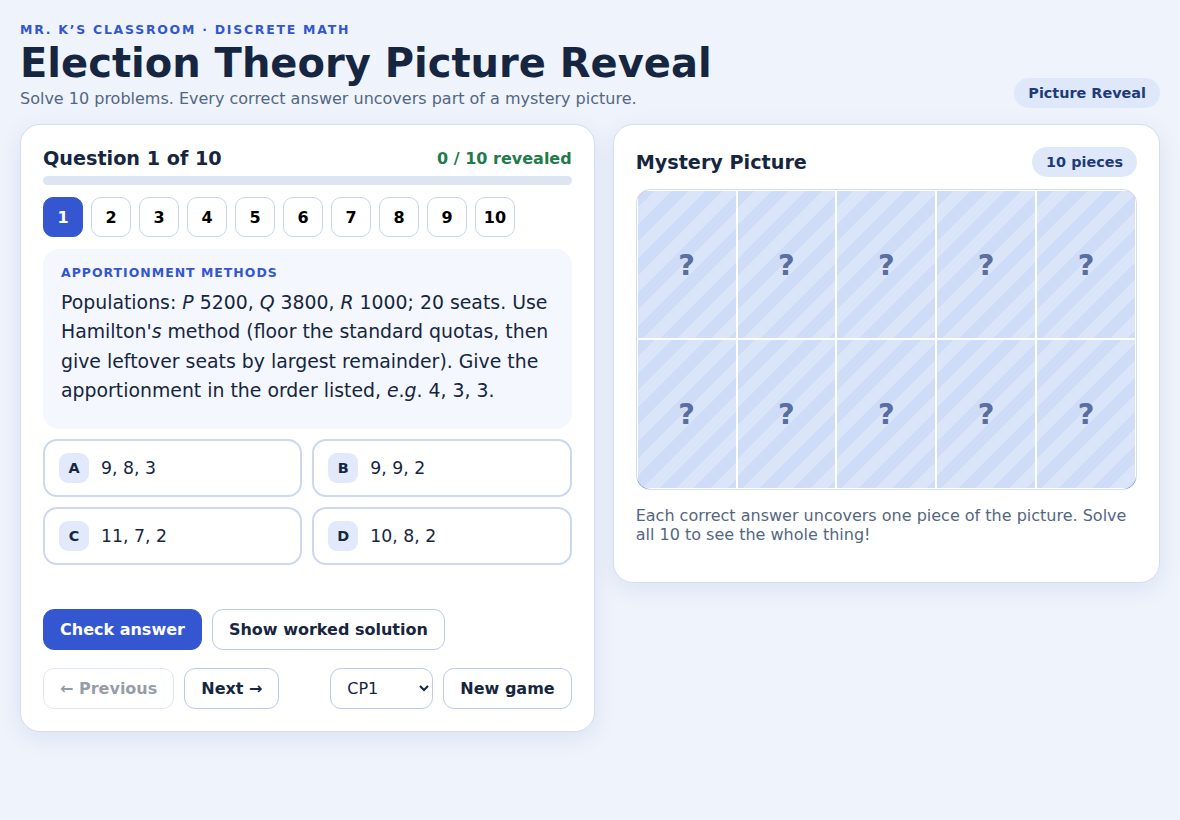 MR. K’S CLASSROOM · DISCRETE MATH
Election Theory Picture Reveal
Solve 10 problems. Every correct answer uncovers part of a mystery picture.
Picture Reveal
Question 1 of 10
0 / 10 revealed
1 2 3 4 5 6 7 8 9 10
APPORTIONMENT METHODS
Populations: P 5200, Q 3800, R 1000; 20 seats. Use
Hamilton's method (floor the standard quotas, then
give leftover seats by largest remainder). Give the
apportionment in the order listed, e.g. 4, 3, 3.
A 9, 8, 3
B 9, 9, 2
C 11, 7, 2
D 10, 8, 2
Check answer
Show worked solution
← Previous
Next →
CP1
New game
Mystery Picture
10 pieces
? ? ? ? ?
? ? ? ? ?
Each correct answer uncovers one piece of the picture. Solve
all 10 to see the whole thing!